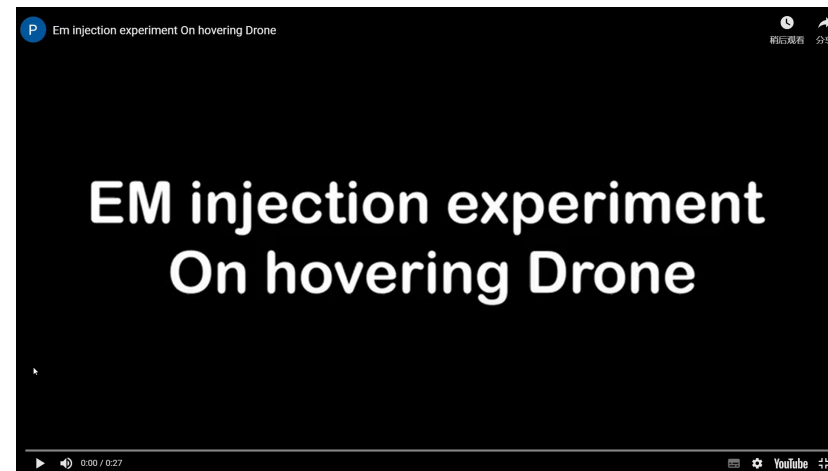 P Em injection experiment On hovering Drone
稍后观看
EM injection experiment
On hovering Drone
0:00 / 0:27
YouTube